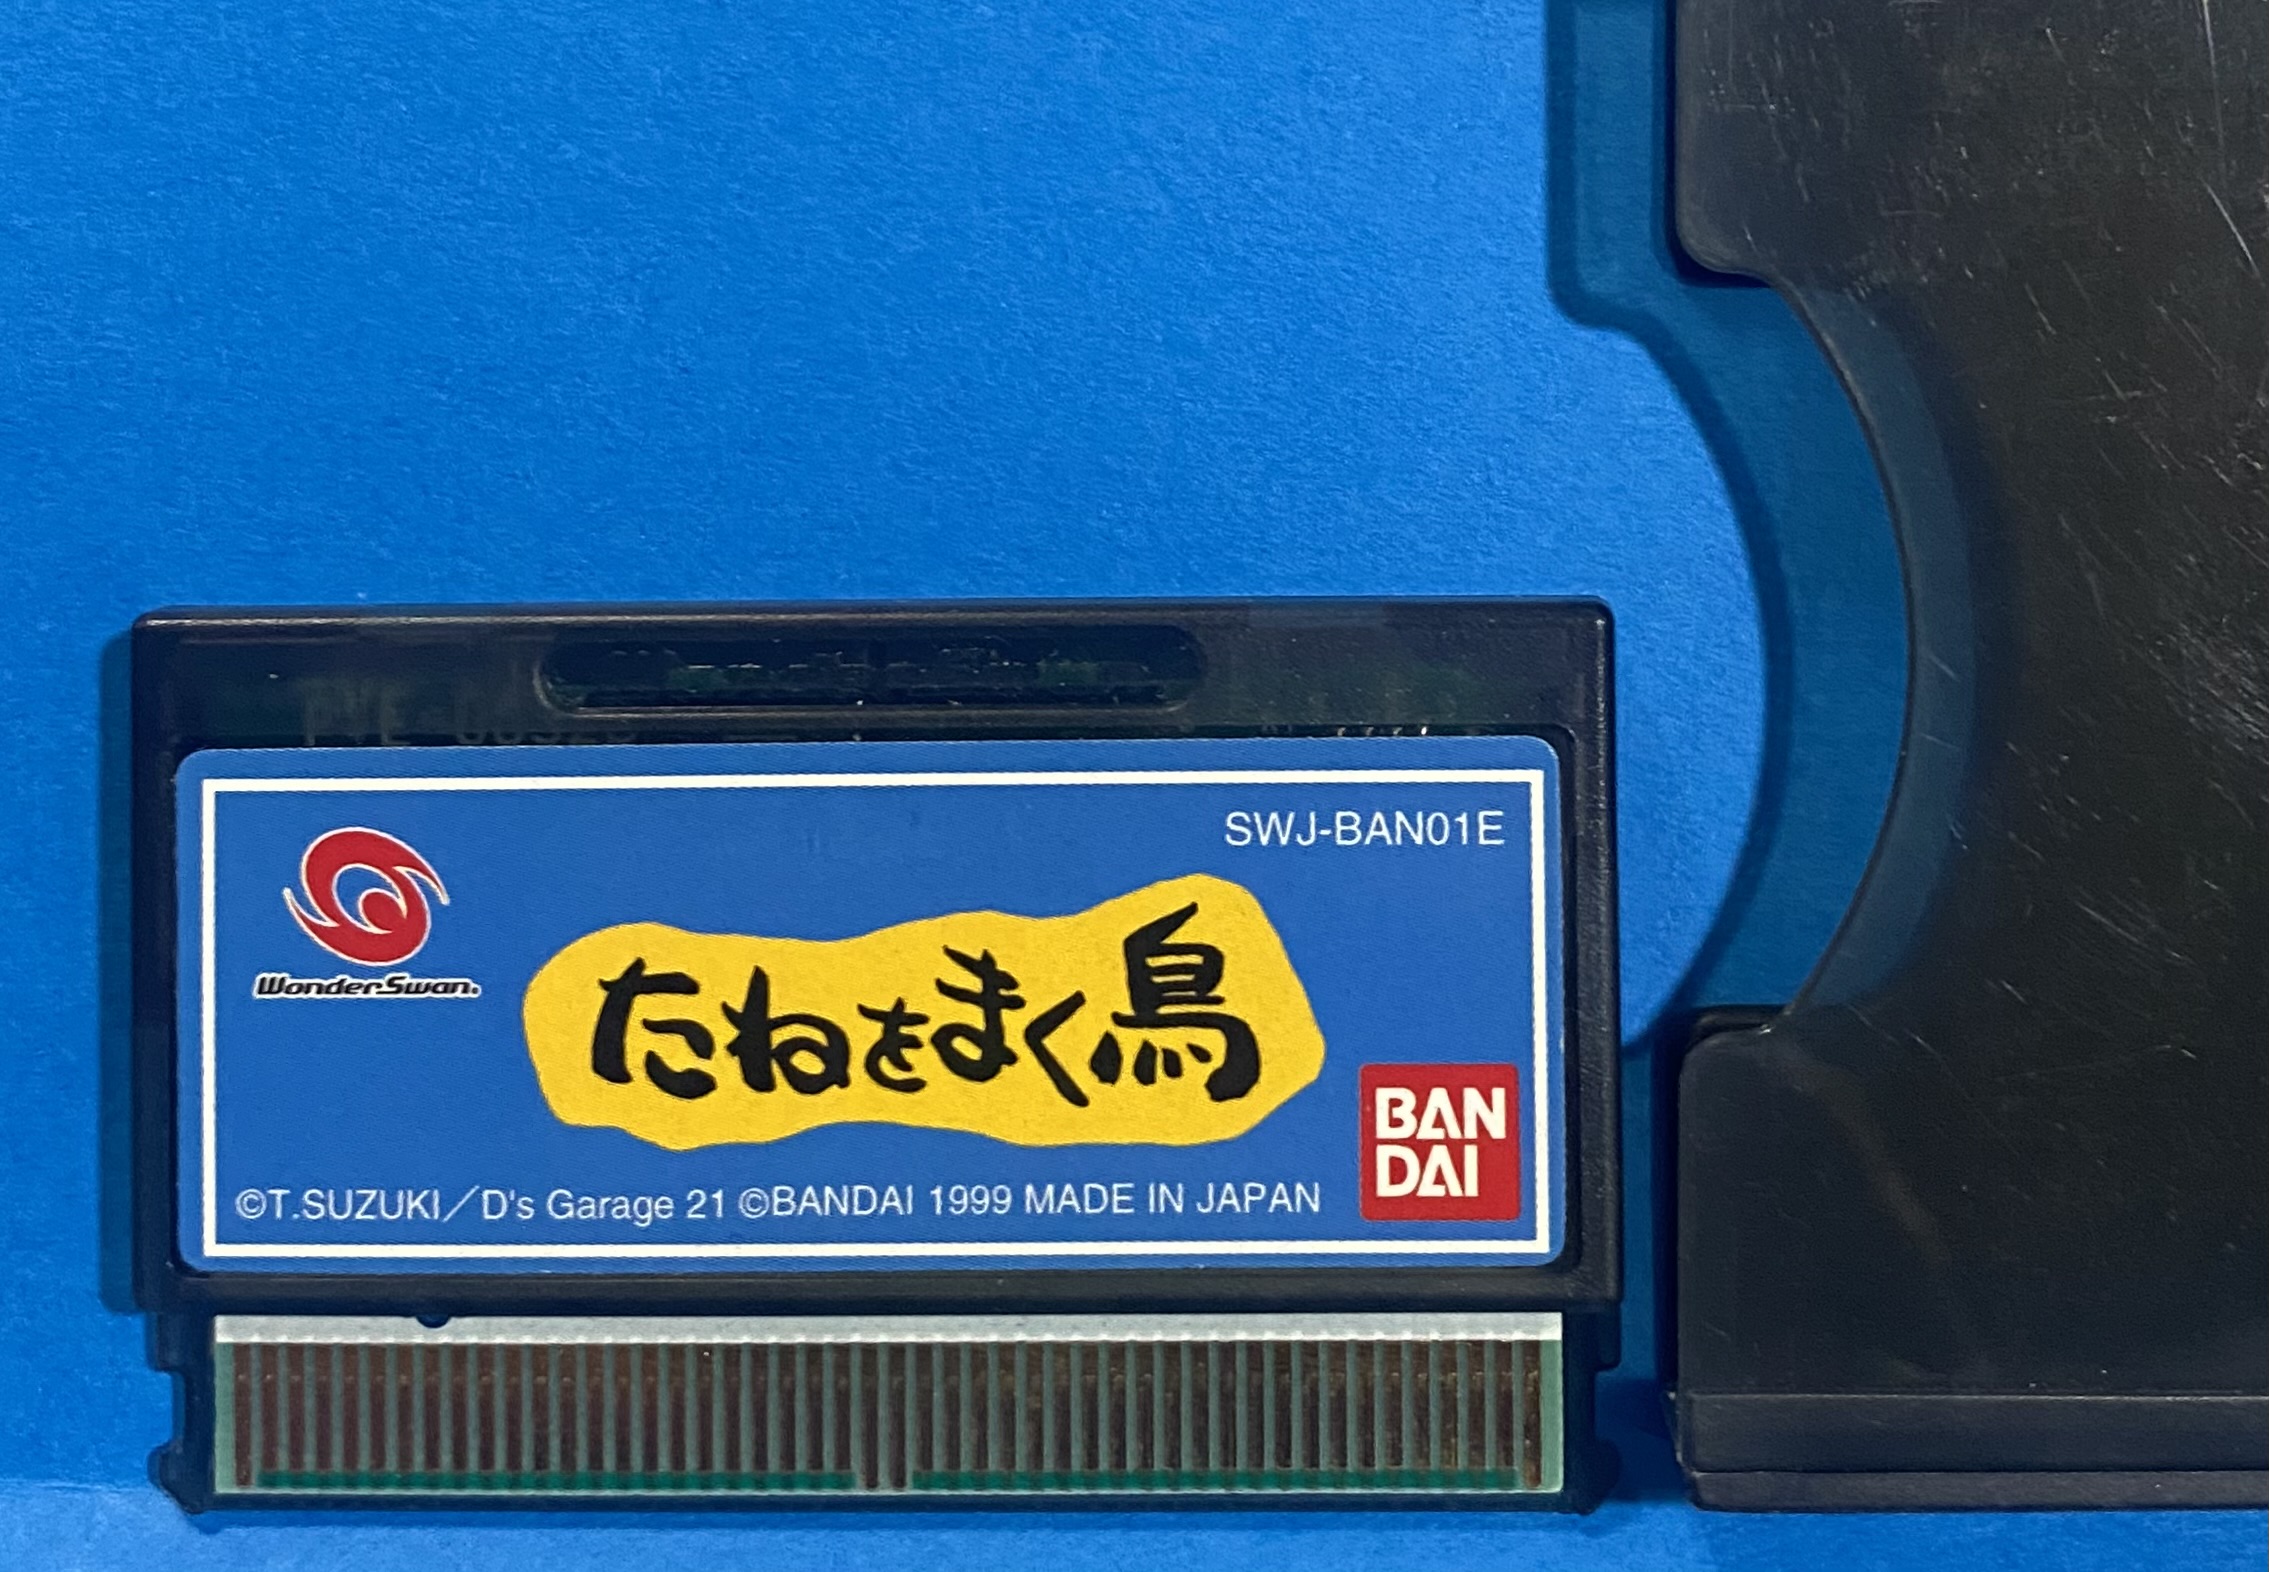 SWJ-BAN01E
WonderSwan.
たねをまく鳥
BAN
DAI
©T.SUZUKI／D's Garage 21 ©BANDAI 1999 MADE IN JAPAN